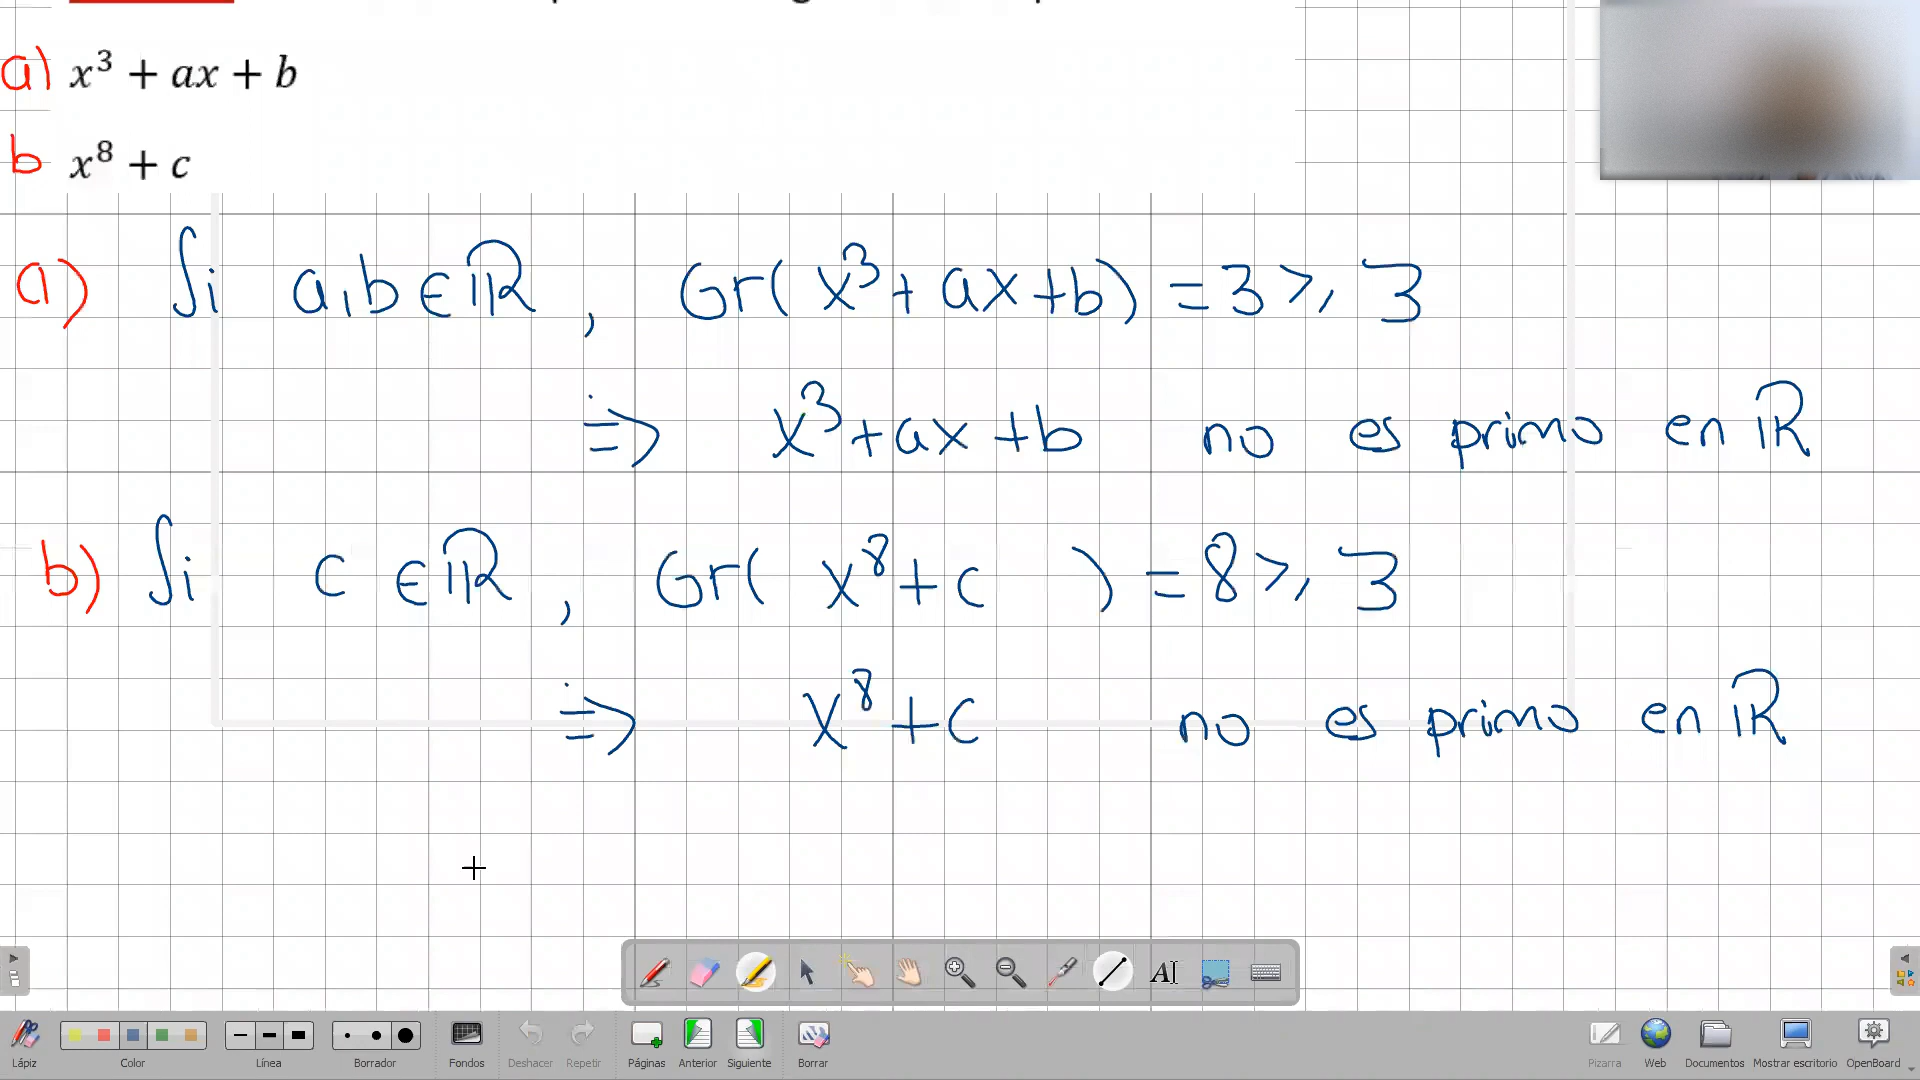 a) x³ + ax + b
b x⁸ + c
a) Si a,b ∈ ℝ , Gr( x³ + ax + b ) = 3 ≥ 3
⇒ x³ + ax + b no es primo en ℝ
b) Si c ∈ ℝ , Gr( x⁸ + c ) = 8 ≥ 3
⇒ x⁸ + c no es primo en ℝ
AI
Lápiz Color Línea Borrador Fondos Deshacer Repetir Páginas Anterior Siguiente Borrar Pizarra Web Documentos Mostrar escritorio OpenBoard